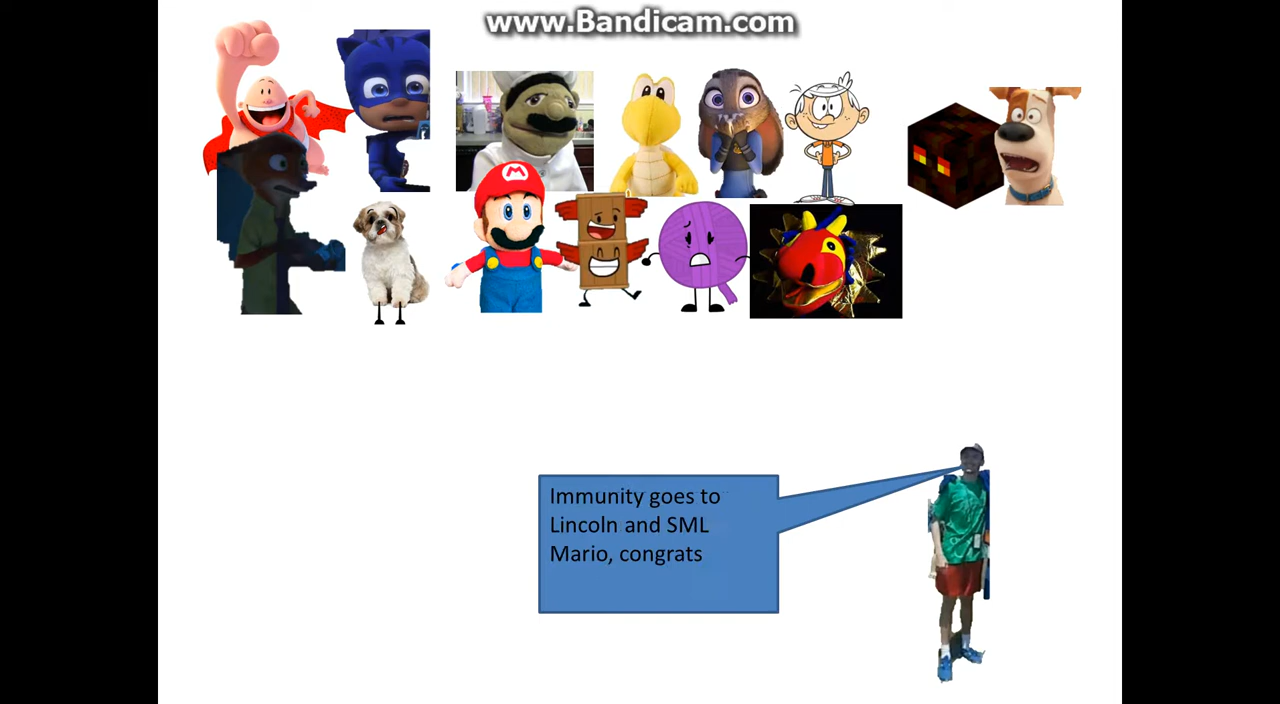 www.Bandicam.com
M
Immunity goes to
Lincoln and SML
Mario, congrats